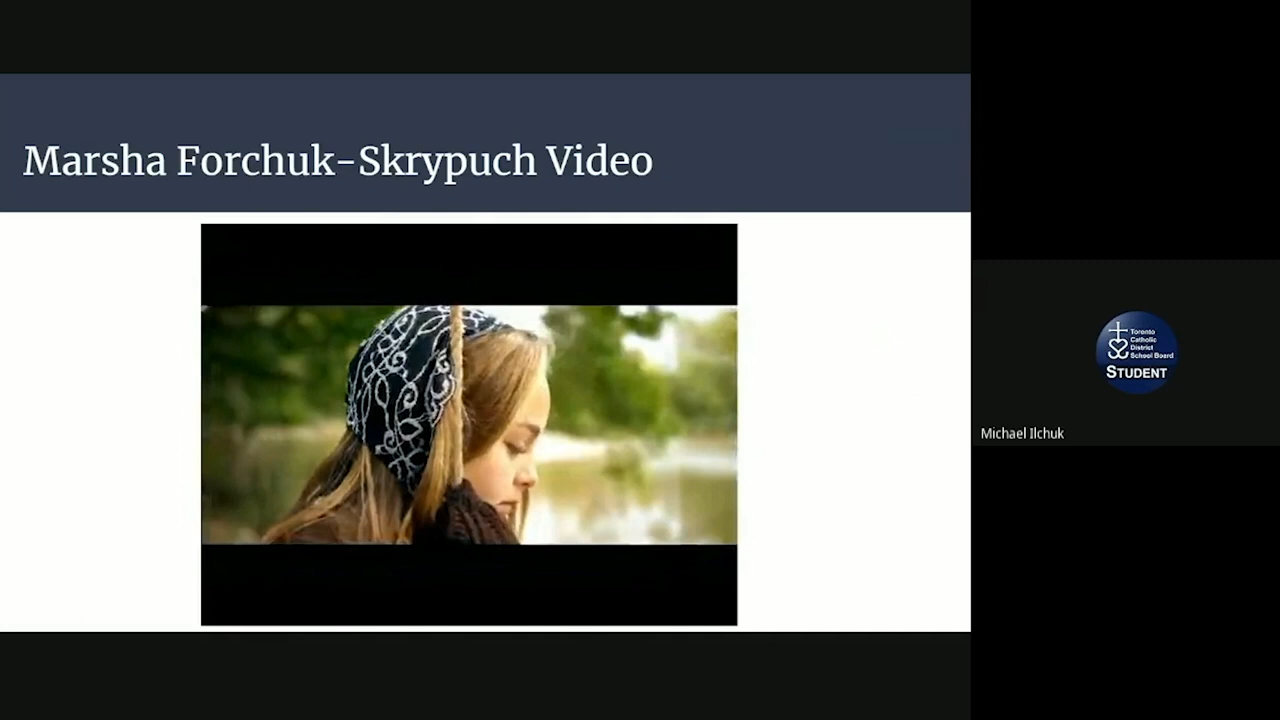 Marsha Forchuk-Skrypuch Video
Toronto
Catholic
District
School Board
STUDENT
Michael Ilchuk